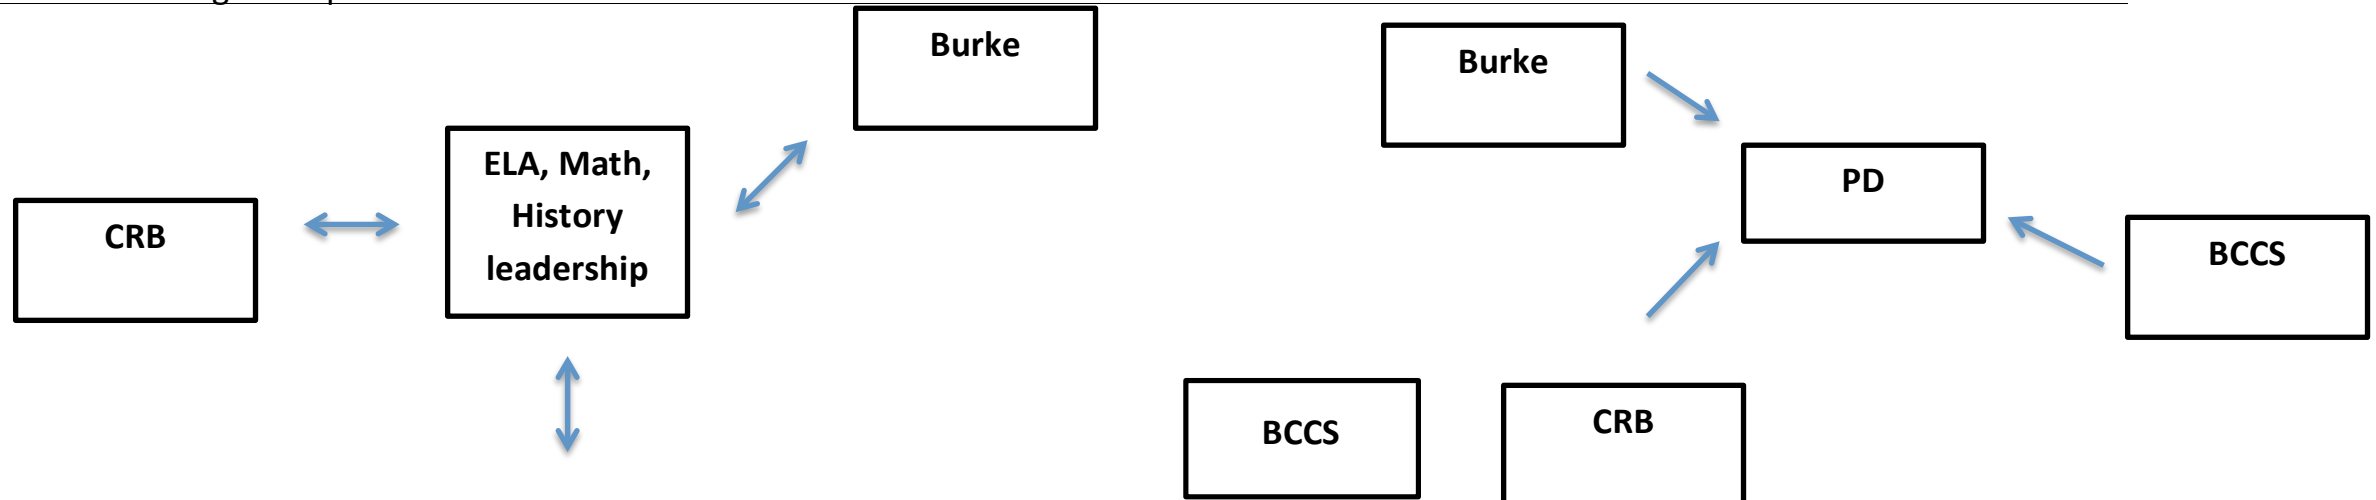 Burke
Burke
ELA, Math,
History
leadership
PD
CRB
BCCS
BCCS
CRB